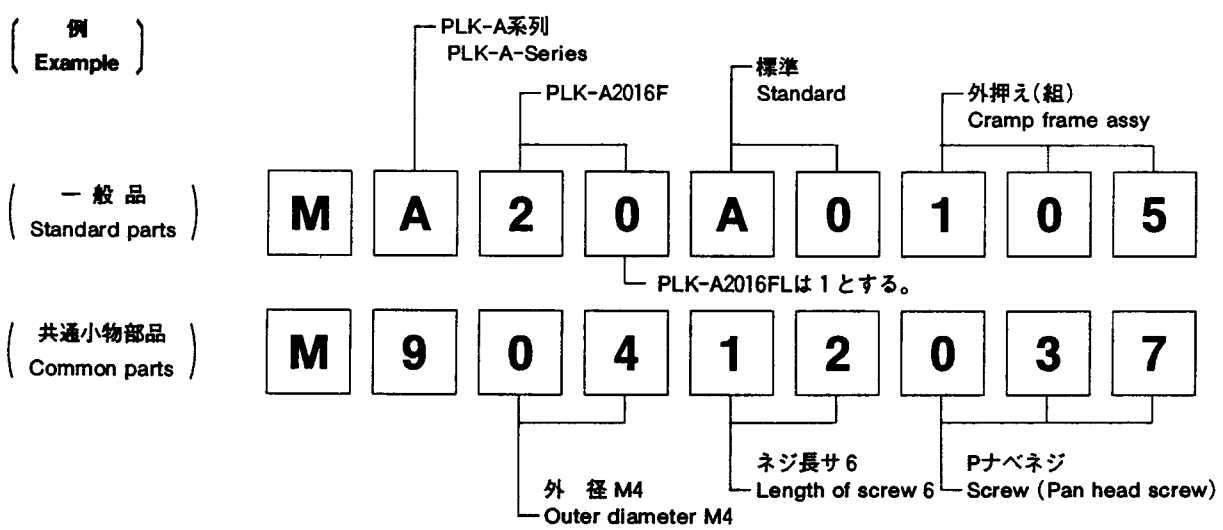 例
Example
PLK-A系列
PLK-A-Series
PLK-A2016F
標準
Standard
外押え(組)
Cramp frame assy
一般品
Standard parts
M A 2 0 A 0 1 0 5
PLK-A2016FLは1とする。
共通小物部品
Common parts
M 9 0 4 1 2 0 3 7
外 径 M4
Outer diameter M4
ネジ長サ 6
Length of screw 6
Pナベネジ
Screw (Pan head screw)